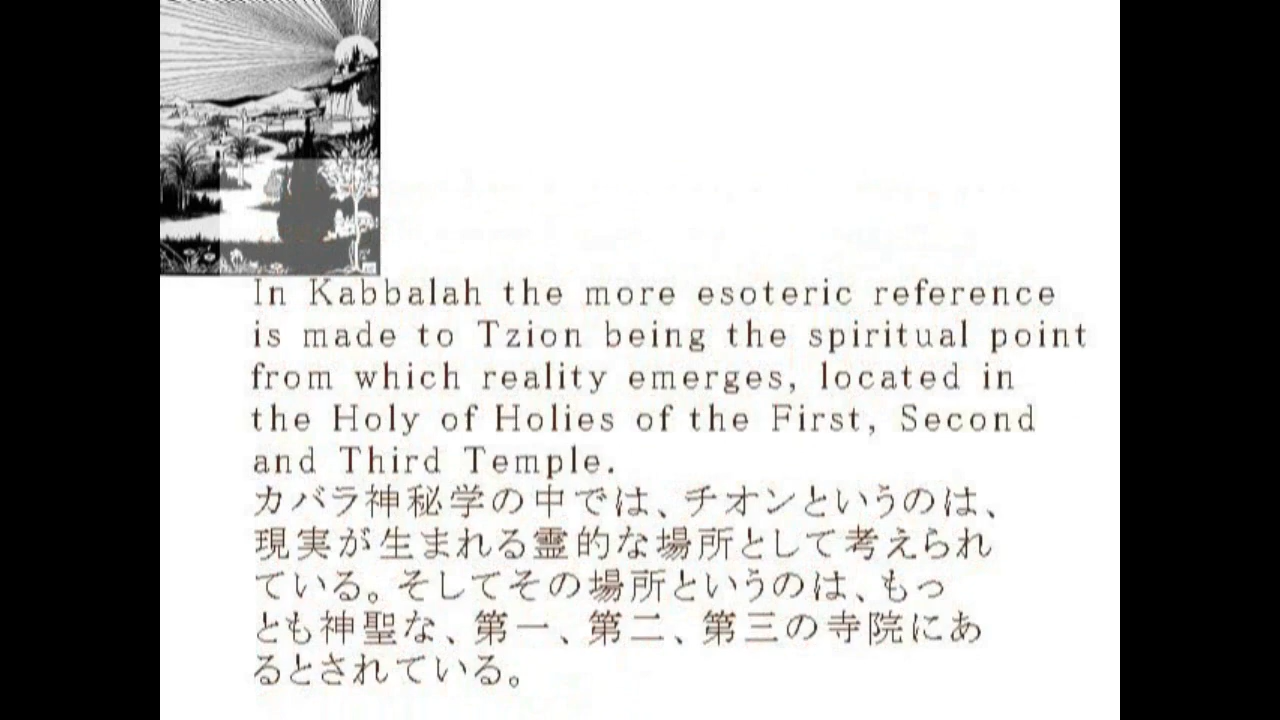 In Kabbalah the more esoteric reference
is made to Tzion being the spiritual point
from which reality emerges, located in
the Holy of Holies of the First, Second
and Third Temple.
カバラ神秘学の中では、チオンというのは、
現実が生まれる霊的な場所として考えられ
ている。そしてその場所というのは、もっ
とも神聖な、第一、第二、第三の寺院にあ
るとされている。